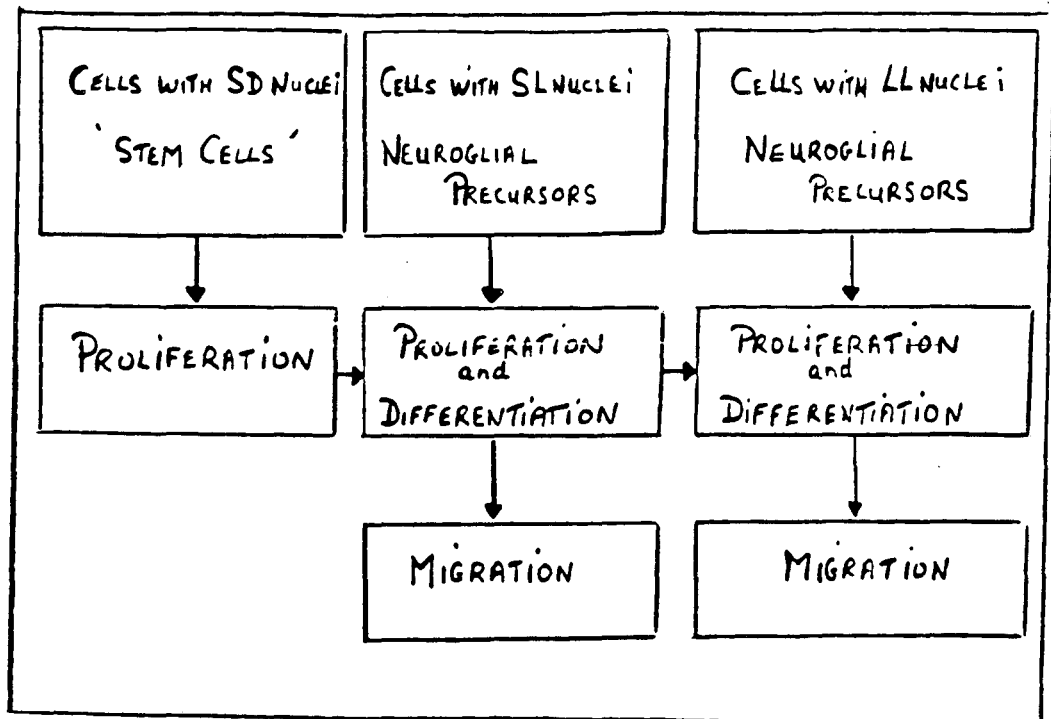 CELLS WITH SD NUCLEi
'STEM CELLS'
CELLS WITH SL NUCLEi
NEUROGLIAL
PRECURSORS
CELLS WITH LL NUCLEi
NEUROGLIAL
PRECURSORS
PROLIFERATION
PROLIFERATION
and
DIFFERENTIATION
PROLIFERATION
and
DIFFERENTIATION
MIGRATION
MIGRATION